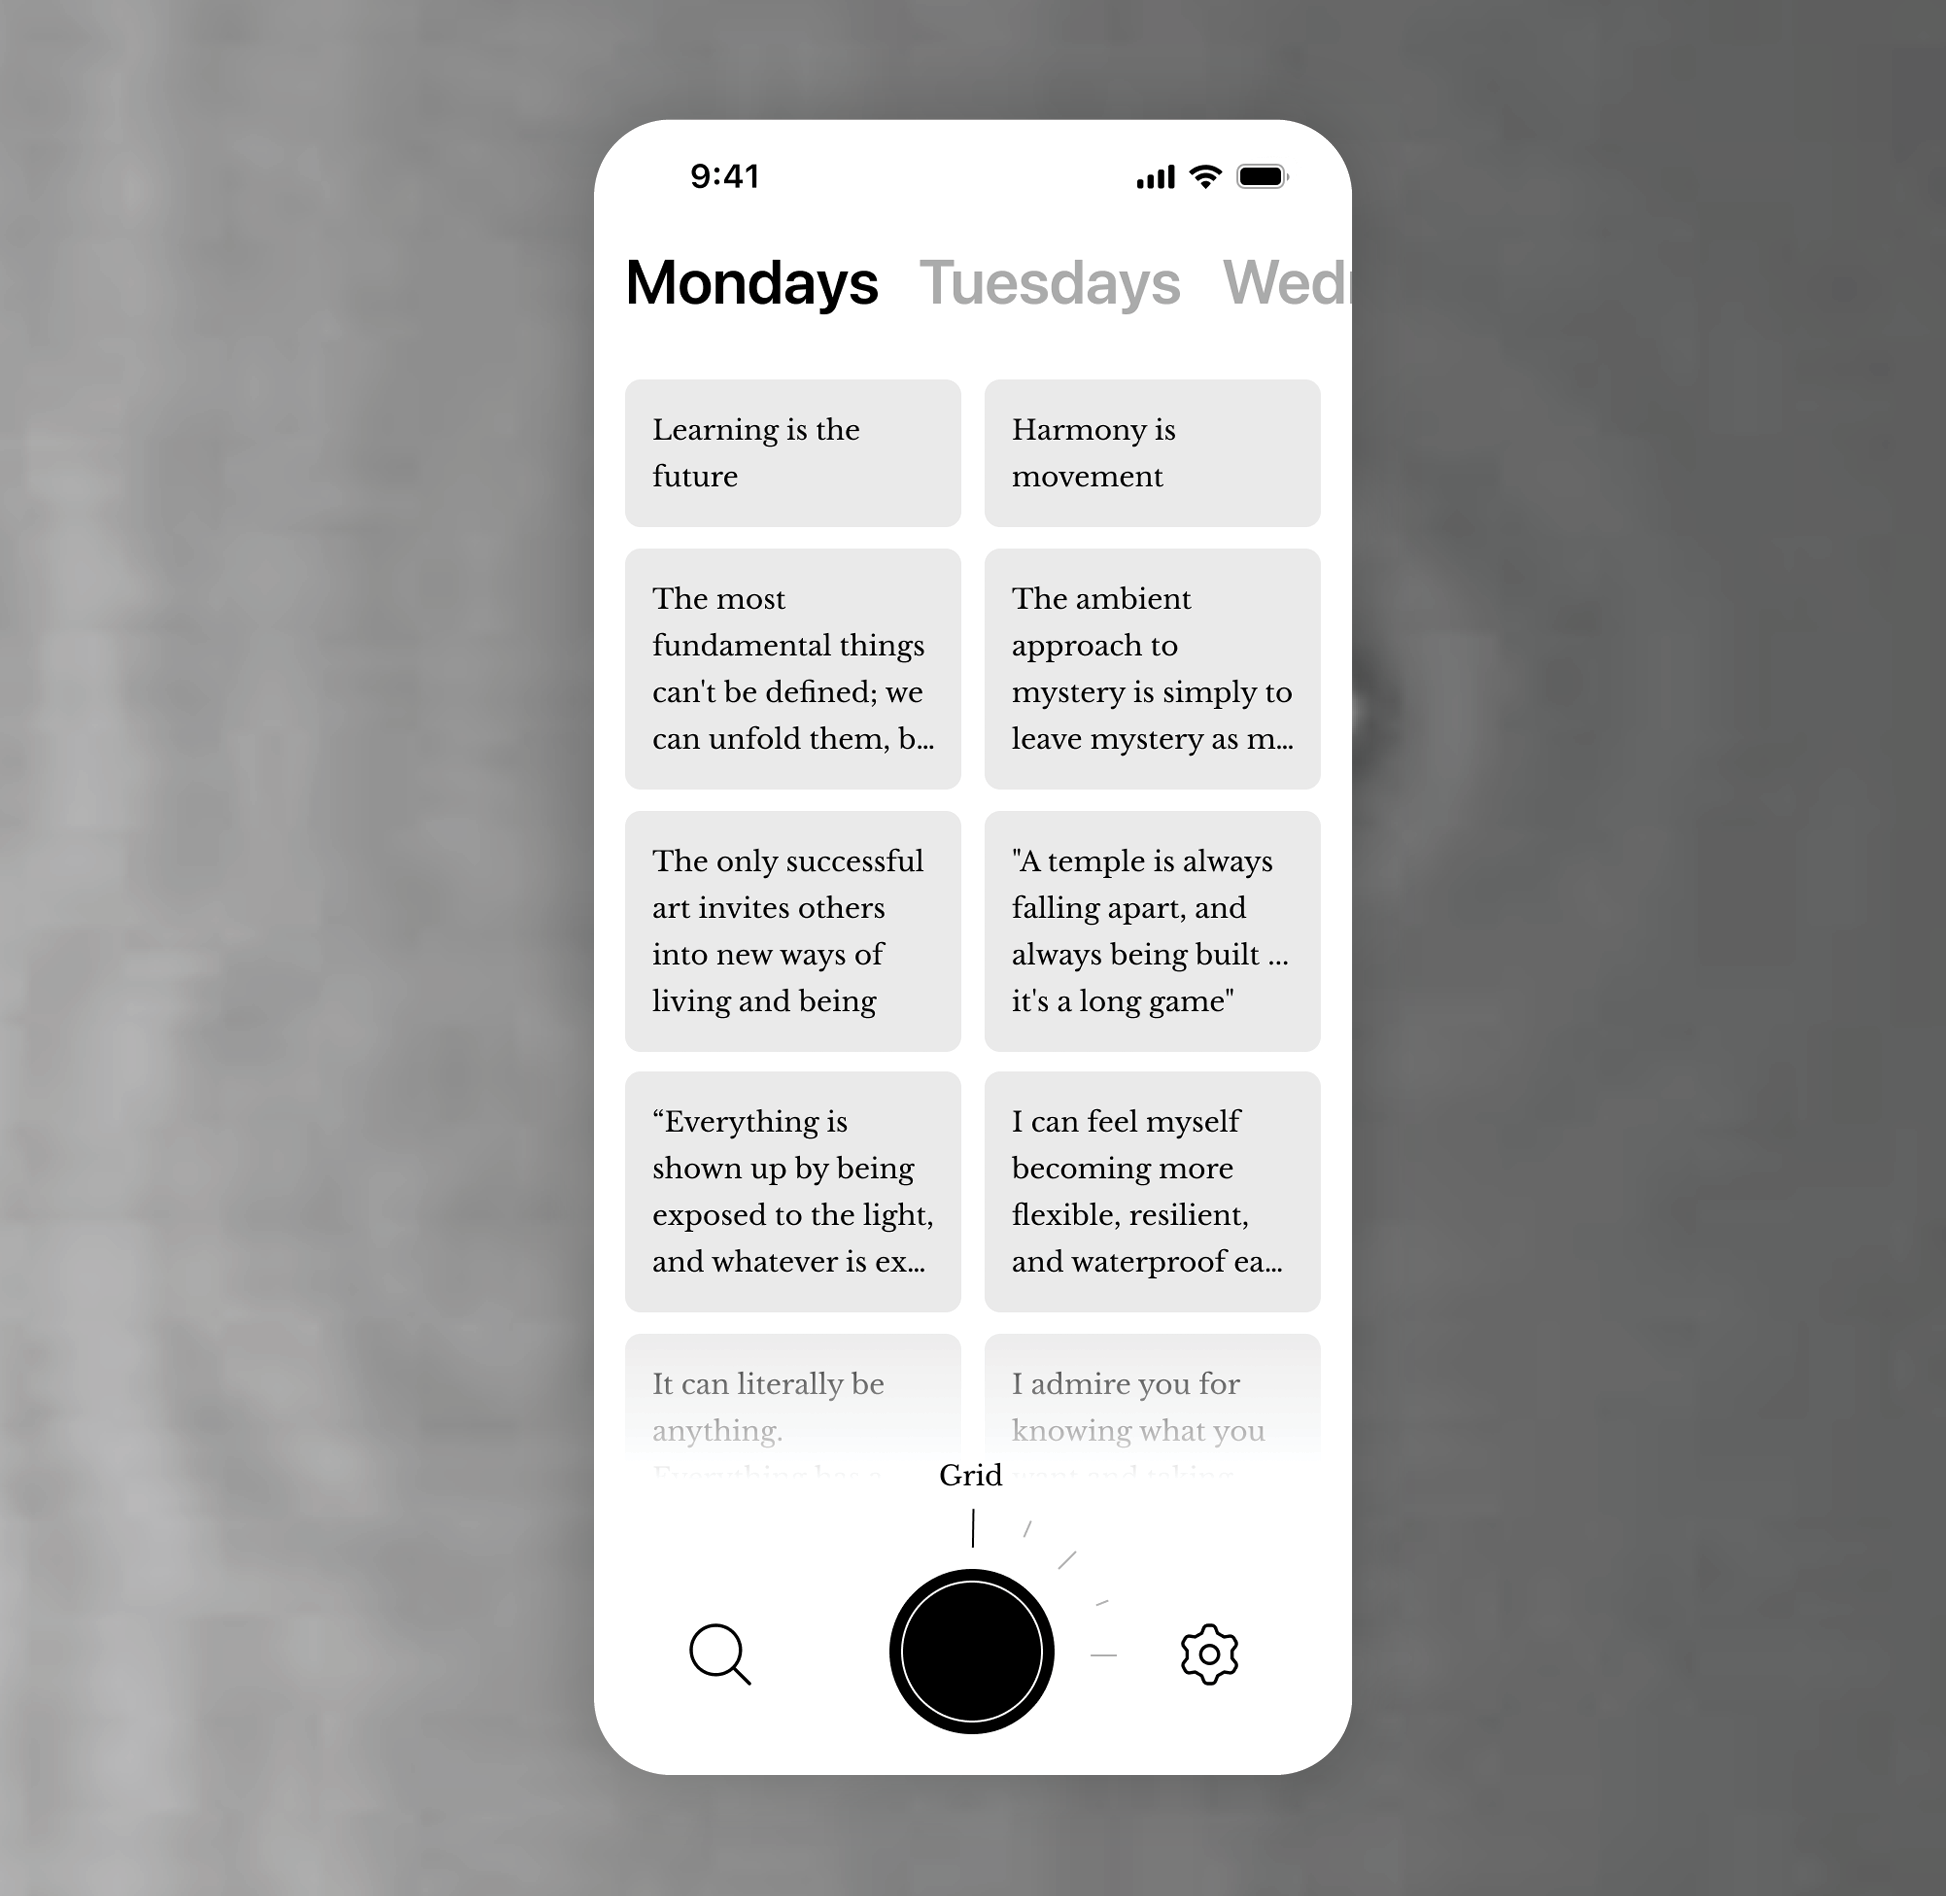 9:41
Mondays Tuesdays Wed
Learning is the
future
Harmony is
movement
The most
fundamental things
can't be defined; we
can unfold them, b...
The ambient
approach to
mystery is simply to
leave mystery as m...
The only successful
art invites others
into new ways of
living and being
"A temple is always
falling apart, and
always being built ...
it's a long game"
“Everything is
shown up by being
exposed to the light,
and whatever is ex...
I can feel myself
becoming more
flexible, resilient,
and waterproof ea...
It can literally be
anything.
Everything has a
I admire you for
knowing what you
want and taking
Grid